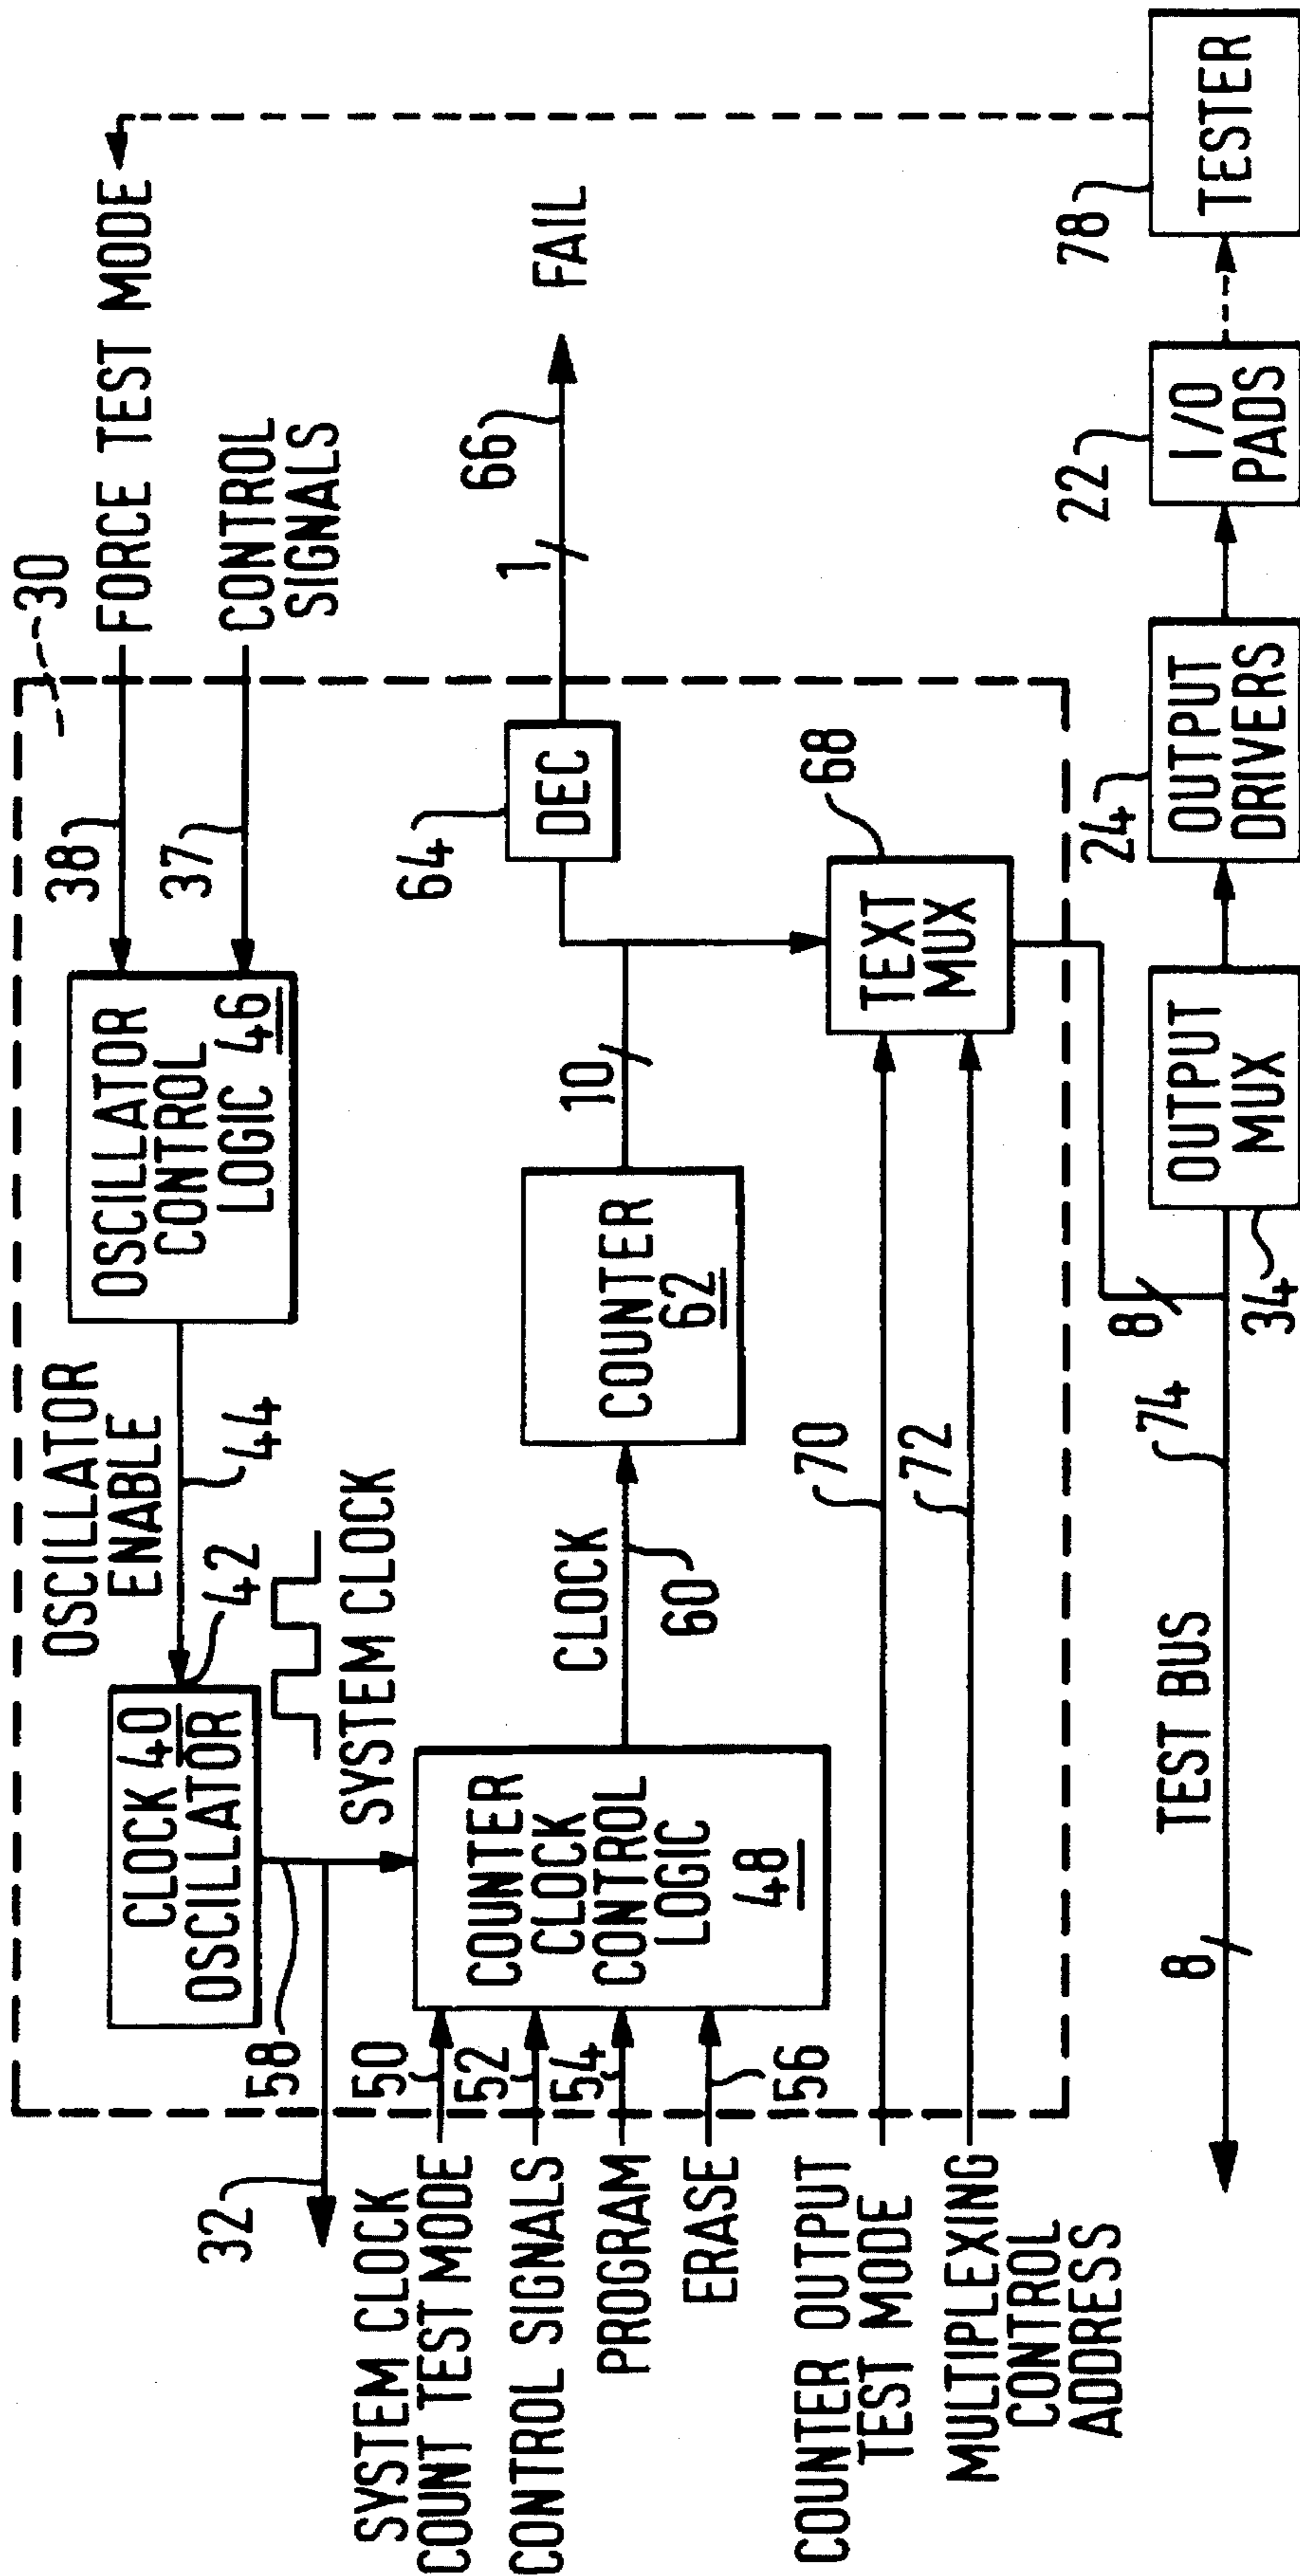 30
38
FORCE TEST MODE
37
CONTROL
SIGNALS
OSCILLATOR
CONTROL
LOGIC 46
OSCILLATOR
ENABLE
44
42
CLOCK 40
OSCILLATOR
SYSTEM CLOCK
58
32
50
SYSTEM CLOCK
COUNT TEST MODE
52
CONTROL SIGNALS
54
PROGRAM
56
ERASE
COUNTER
CLOCK
CONTROL
LOGIC
48
CLOCK
60
COUNTER
62
10
64
DEC
1
66
FAIL
COUNTER OUTPUT
TEST MODE
70
MULTIPLEXING
CONTROL
ADDRESS
72
TEXT
MUX
68
8
TEST BUS
74
8
OUTPUT
MUX
34
OUTPUT
DRIVERS
24
I/O
PADS
22
TESTER
78